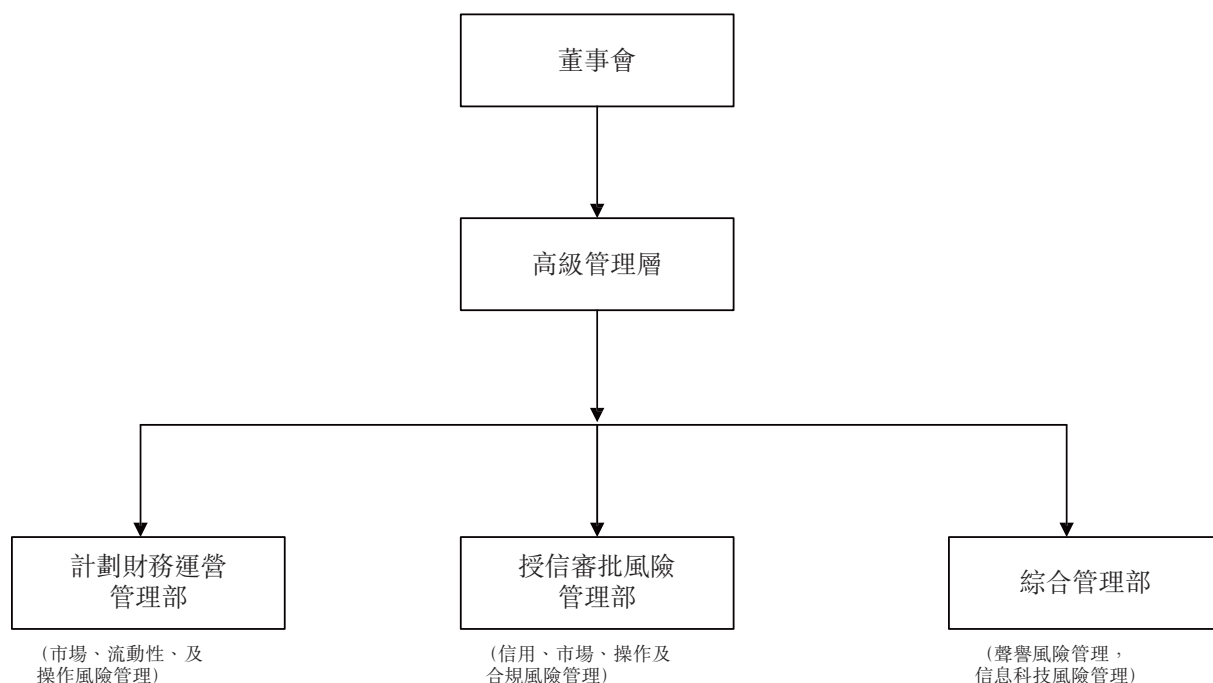 董事會
高級管理層
計劃財務運營
管理部
(市場、流動性、及
操作風險管理)
授信審批風險
管理部
(信用、市場、操作及
合規風險管理)
綜合管理部
(聲譽風險管理，
信息科技風險管理)